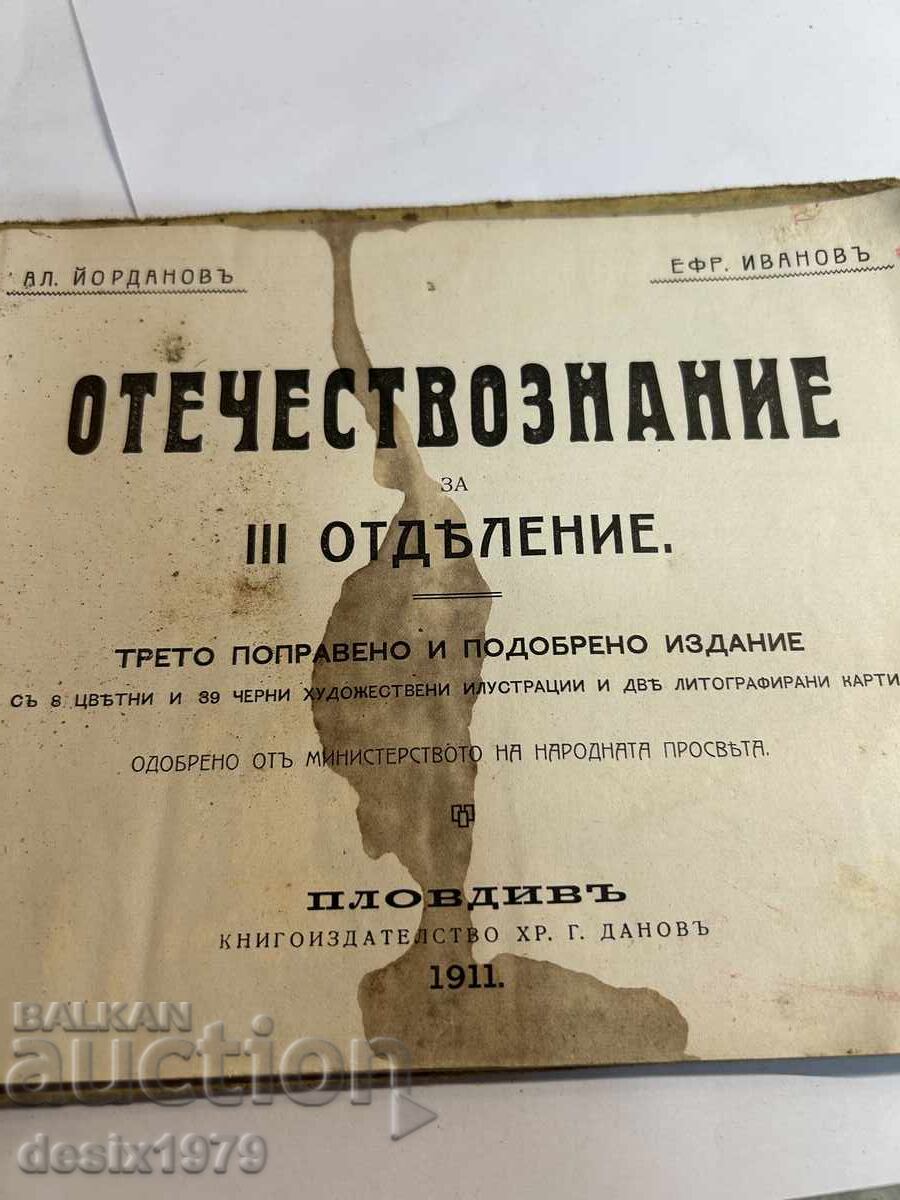 АЛ. ЙОРДАНОВЪ
ЕФР. ИВАНОВЪ
ОТЕЧЕСТВОЗНАНИЕ
ЗА
III ОТДѢЛЕНИЕ.
ТРЕТО ПОПРАВЕНО И ПОДОБРЕНО ИЗДАНИЕ
СЪ 8 ЦВѢТНИ И 39 ЧЕРНИ ХУДОЖЕСТВЕНИ ИЛУСТРАЦИИ И ДВѢ ЛИТОГРАФИРАНИ КАРТИ
ОДОБРЕНО ОТЪ МИНИСТЕРСТВОТО НА НАРОДНАТА ПРОСВѢТА.
ПЛОВДИВЪ
КНИГОИЗДАТЕЛСТВО ХР. Г. ДАНОВЪ
1911.
BALKAN
auction
desix1979